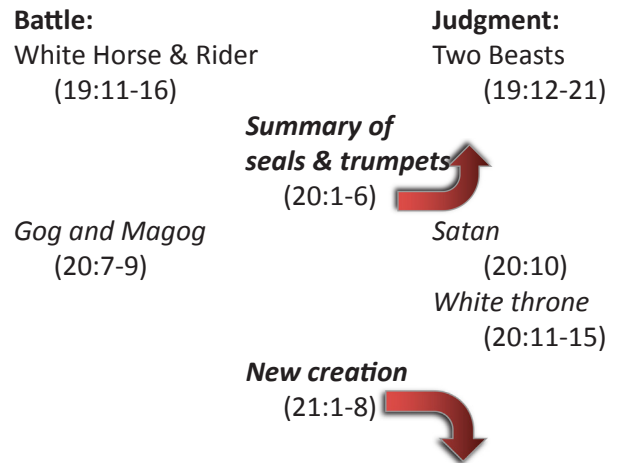 Battle: Judgment:
White Horse & Rider Two Beasts
(19:11-16) (19:12-21)
Summary of
seals & trumpets
(20:1-6)
Gog and Magog Satan
(20:7-9) (20:10)
White throne
(20:11-15)
New creation
(21:1-8)